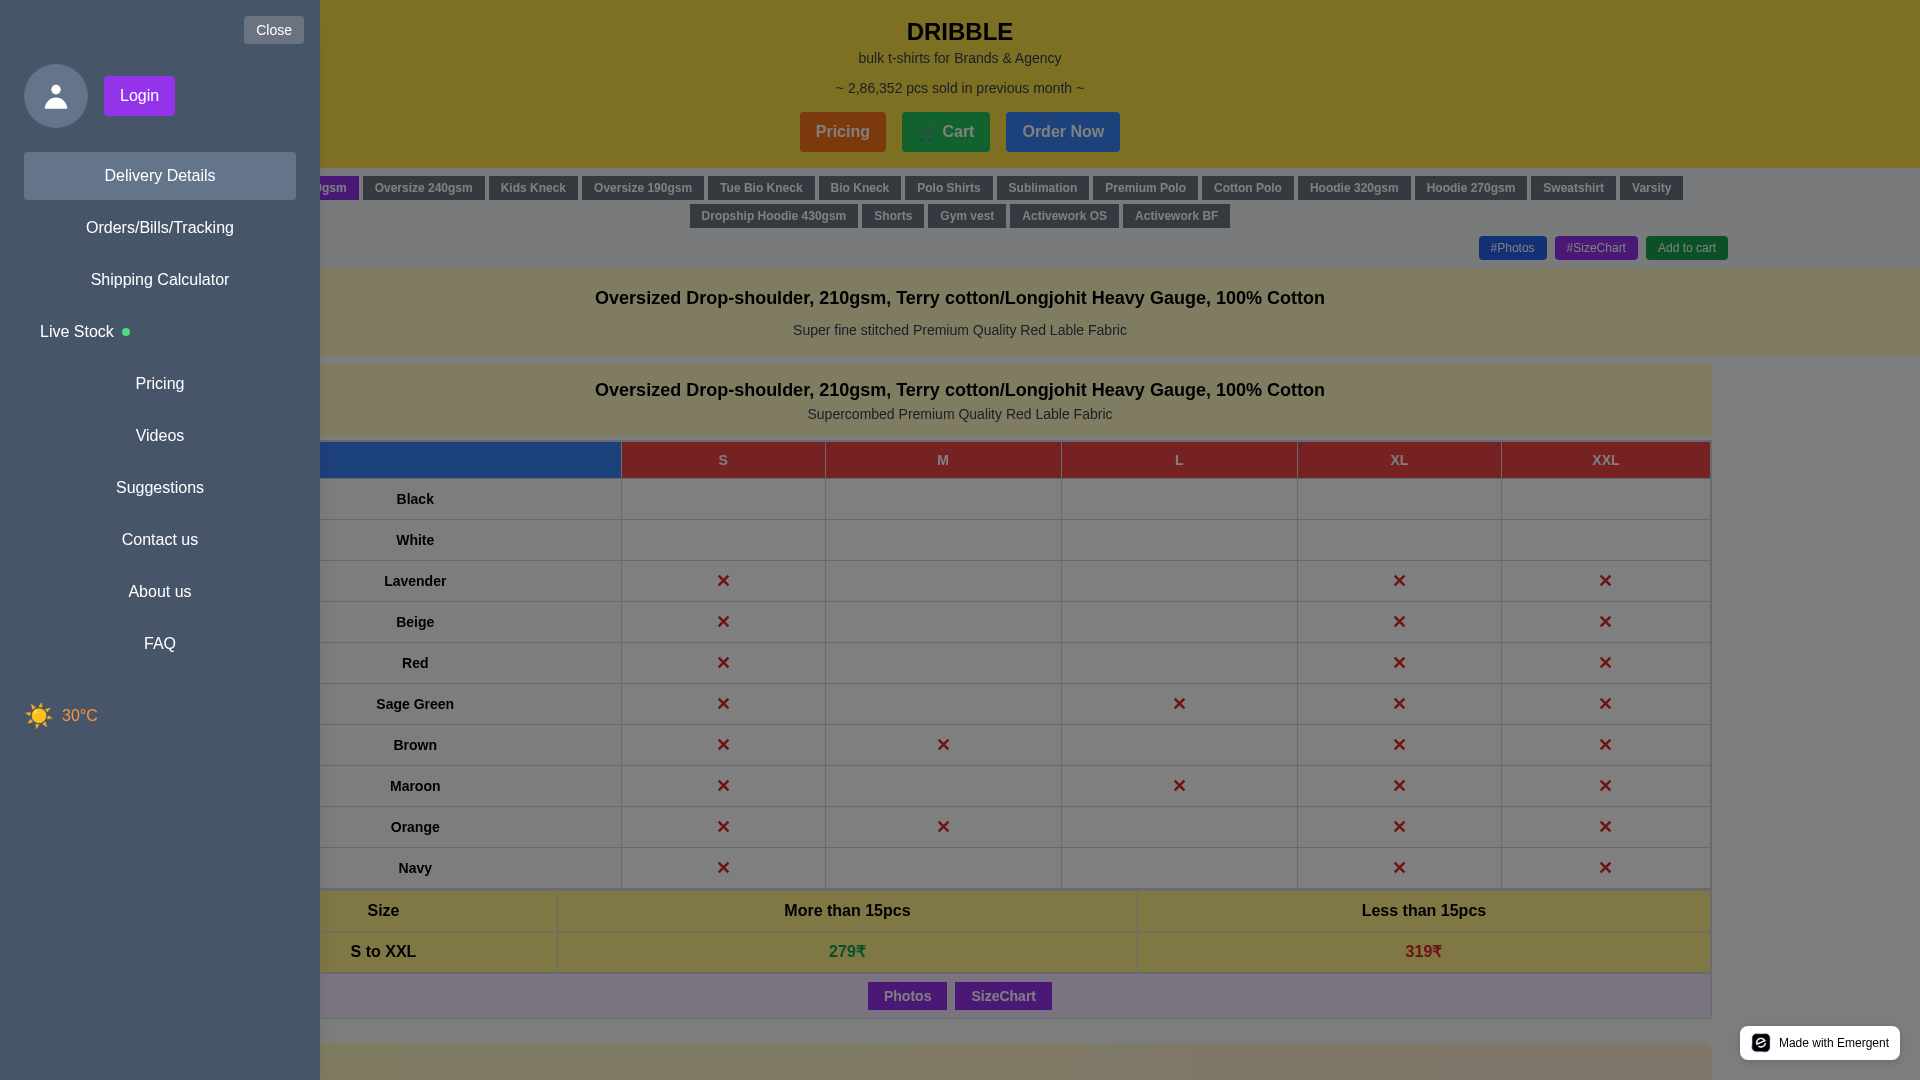 Close
Login
Delivery Details
Orders/Bills/Tracking
Shipping Calculator
Live Stock
Pricing
Videos
Suggestions
Contact us
About us
FAQ
☀️ 30°C
DRIBBLE
bulk t-shirts for Brands & Agency
~ 2,86,352 pcs sold in previous month ~
Pricing 🛒 Cart Order Now
gsm Oversize 240gsm Kids Kneck Oversize 190gsm Tue Bio Kneck Bio Kneck Polo Shirts Sublimation Premium Polo Cotton Polo Hoodie 320gsm Hoodie 270gsm Sweatshirt Varsity
Dropship Hoodie 430gsm Shorts Gym vest Activework OS Activework BF
#Photos #SizeChart Add to cart
Oversized Drop-shoulder, 210gsm, Terry cotton/Longjohit Heavy Gauge, 100% Cotton
Super fine stitched Premium Quality Red Lable Fabric
Oversized Drop-shoulder, 210gsm, Terry cotton/Longjohit Heavy Gauge, 100% Cotton
Supercombed Premium Quality Red Lable Fabric
S M L XL XXL
Black
White
Lavender ✕ ✕ ✕
Beige ✕ ✕ ✕
Red ✕ ✕ ✕
Sage Green ✕ ✕ ✕ ✕
Brown ✕ ✕ ✕ ✕
Maroon ✕ ✕ ✕ ✕
Orange ✕ ✕ ✕ ✕
Navy ✕ ✕ ✕
Size More than 15pcs Less than 15pcs
S to XXL 279₹ 319₹
Photos SizeChart
Made with Emergent